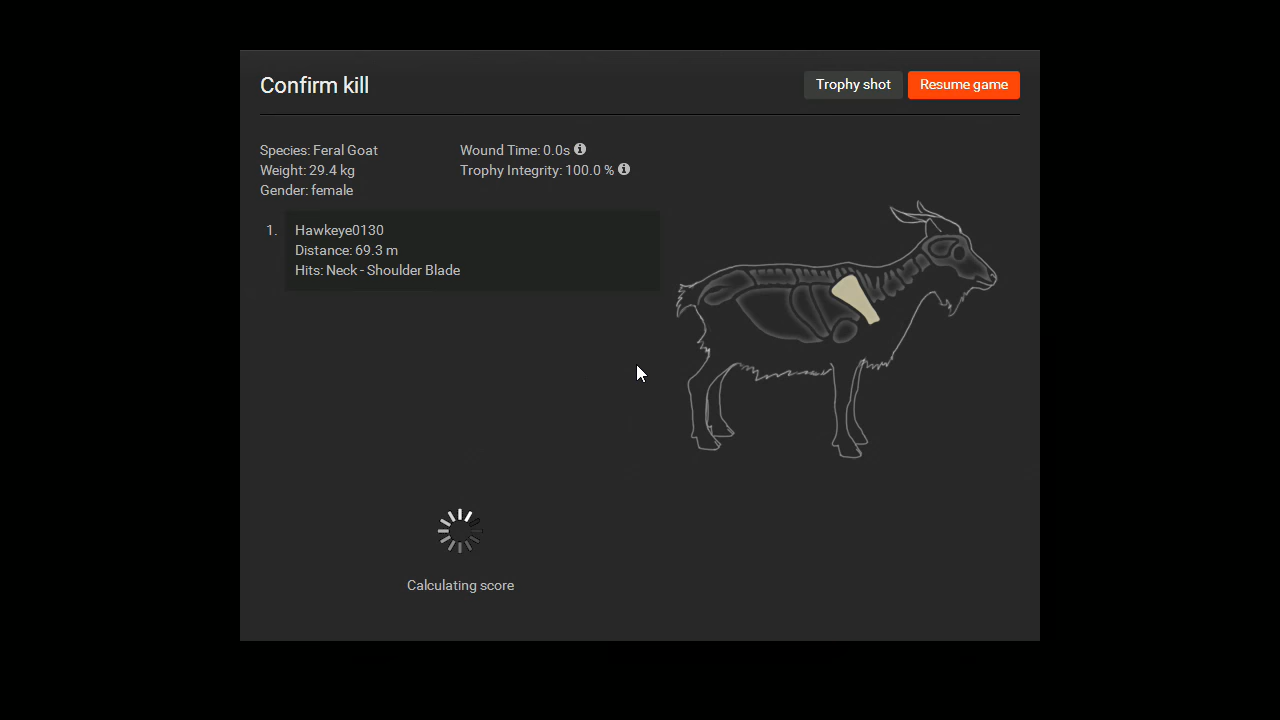 Confirm kill
Trophy shot
Resume game
Species: Feral Goat
Weight: 29.4 kg
Gender: female
Wound Time: 0.0s
Trophy Integrity: 100.0 %
1.
Hawkeye0130
Distance: 69.3 m
Hits: Neck - Shoulder Blade
Calculating score